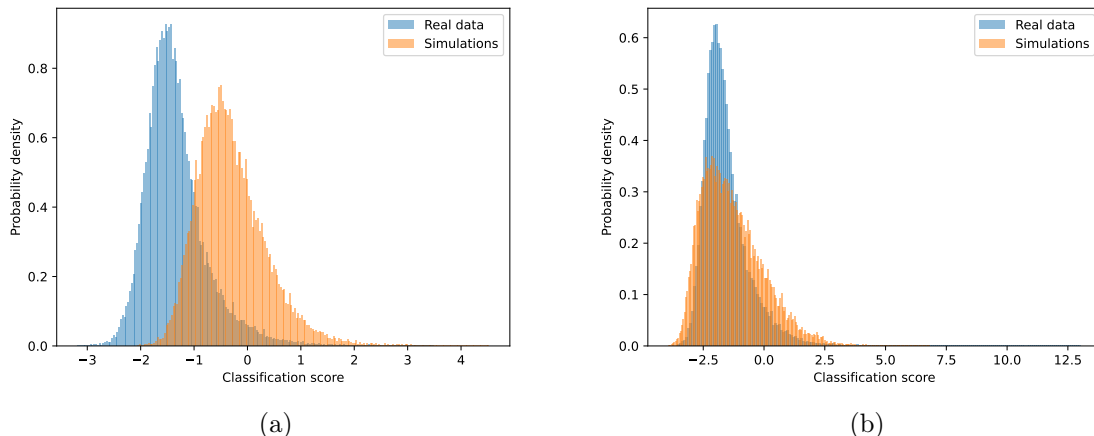 Real data
Simulations
0.8
0.6
0.4
0.2
0.0
Probability density
−3 −2 −1 0 1 2 3 4
Classification score
(a)
Real data
Simulations
0.6
0.5
0.4
0.3
0.2
0.1
0.0
Probability density
−2.5 0.0 2.5 5.0 7.5 10.0 12.5
Classification score
(b)